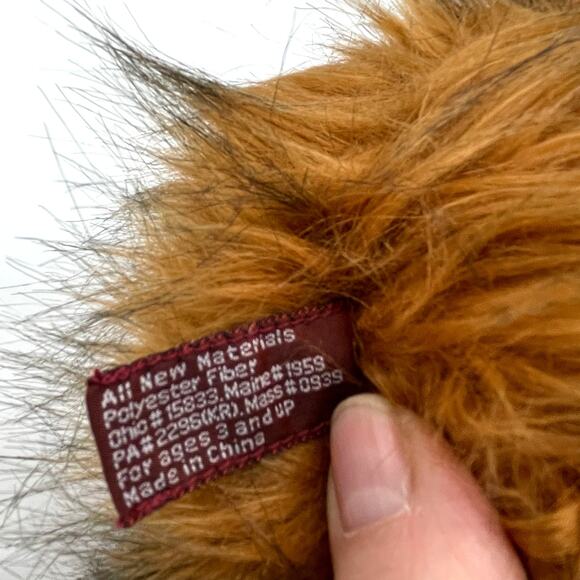 All New Materials
Polyester Fiber
Ohio#15833. Maine#1959
PA#2296(KR). Mass#0939
For ages 3 and UP
Made in China